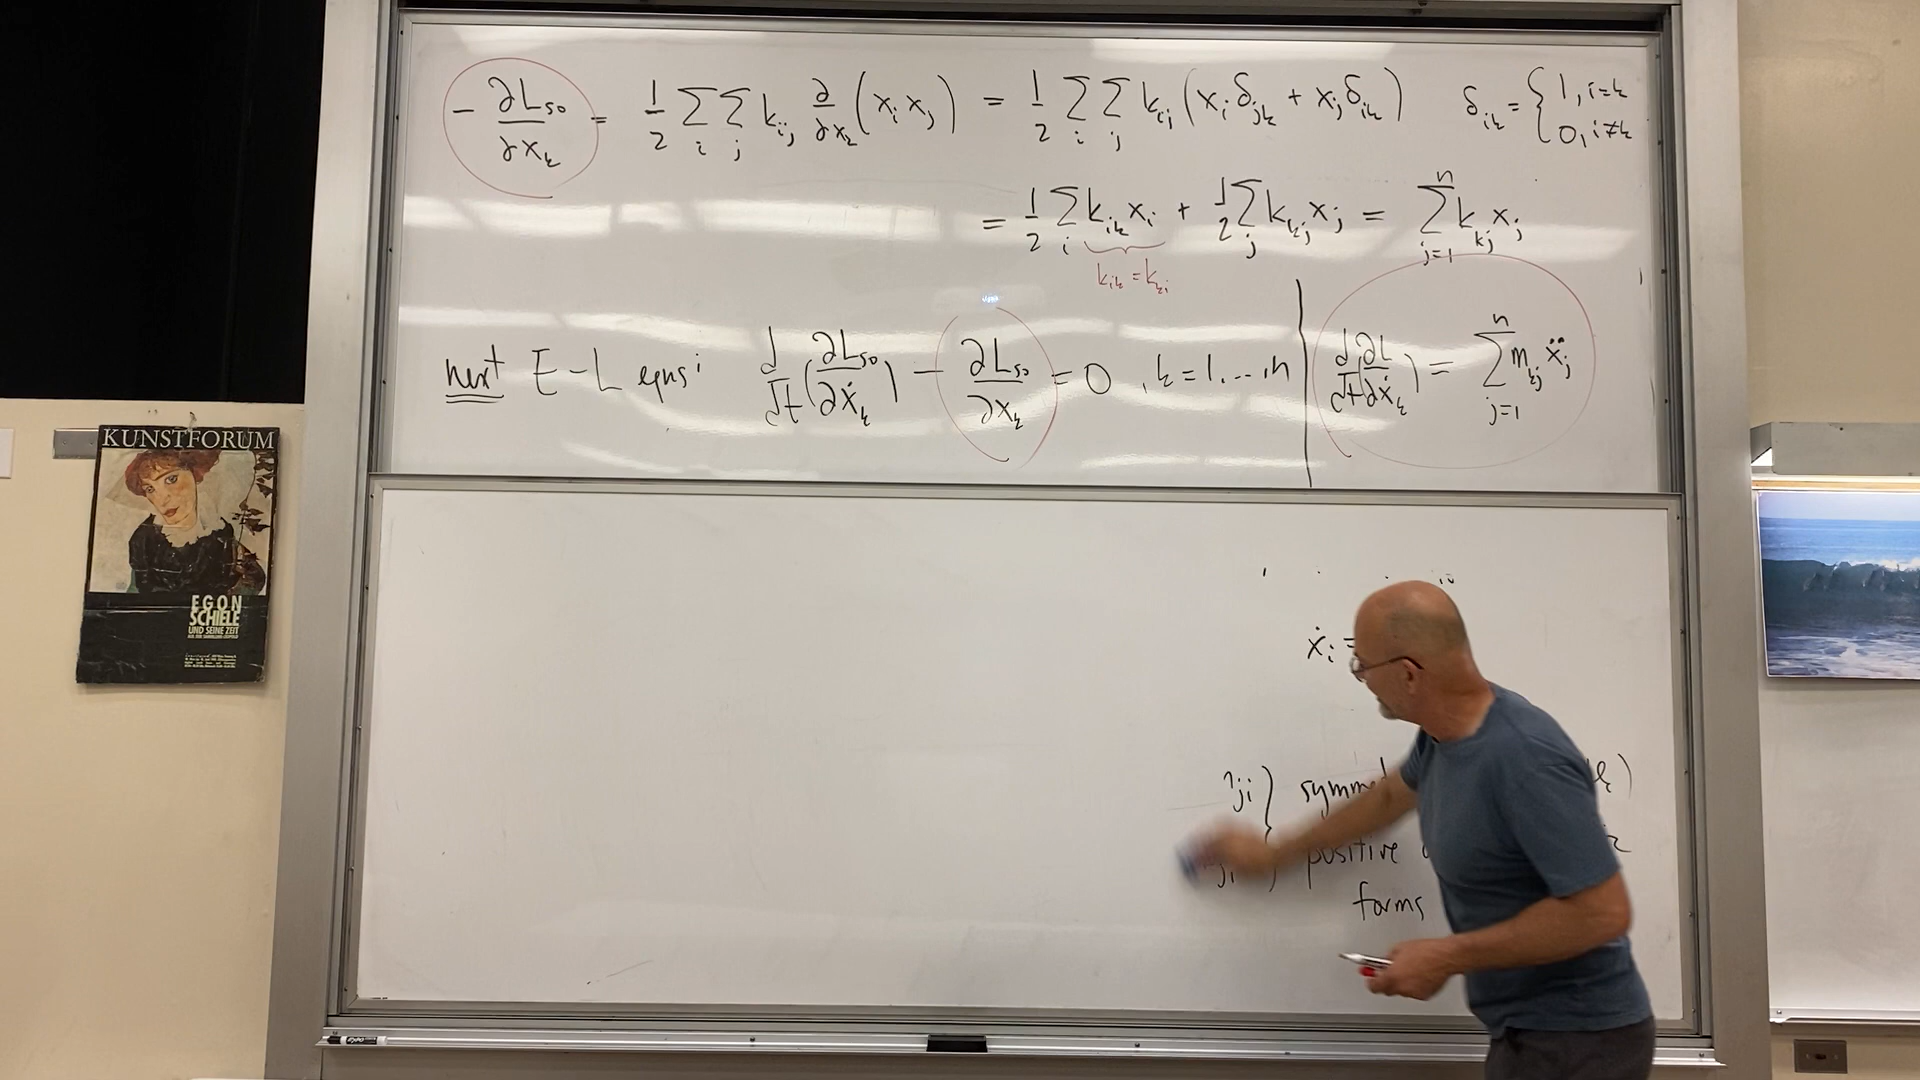 − ∂L_so/∂x_k = 1/2 Σ_i Σ_j k_ij ∂/∂x_k (x_i x_j) = 1/2 Σ_i Σ_j k_ij (x_i δ_jk + x_j δ_ik)   δ_ik = { 1, i=k
0, i≠k
= 1/2 Σ_i k_ik x_i + 1/2 Σ_j k_kj x_j = Σ_{j=1}^n k_kj x_j
k_ik = k_ki
next E-L eqns: d/dt (∂L_so/∂ẋ_k) − ∂L_so/∂x_k = 0 , k=1,...,n | d/dt (∂L/∂ẋ_k) = Σ_{j=1}^n m_kj ẍ_j
ẋ_i =
ji } symme
positive
ji
forms
KUNSTFORUM
EGON
SCHIELE
UND SEINE ZEIT
EXPO